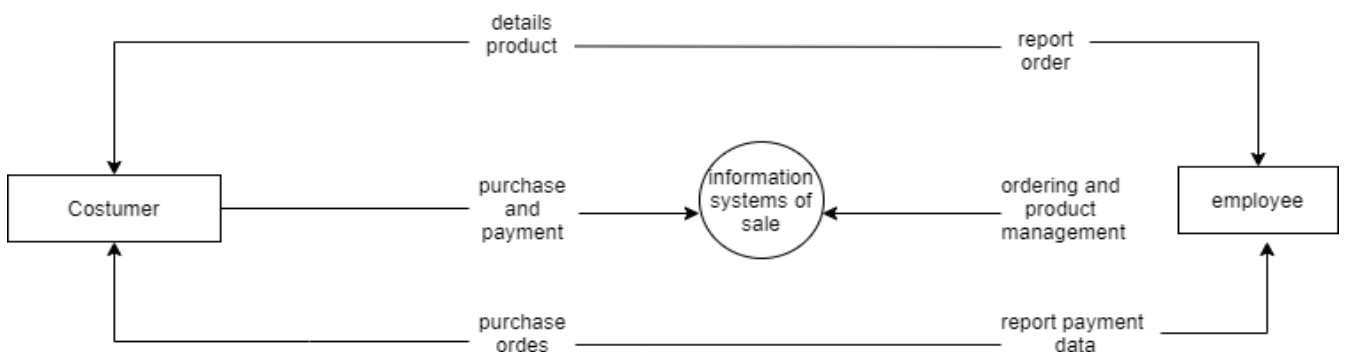 details
product
report
order
Costumer
purchase
and
payment
information
systems of
sale
ordering and
product
management
employee
purchase
ordes
report payment
data